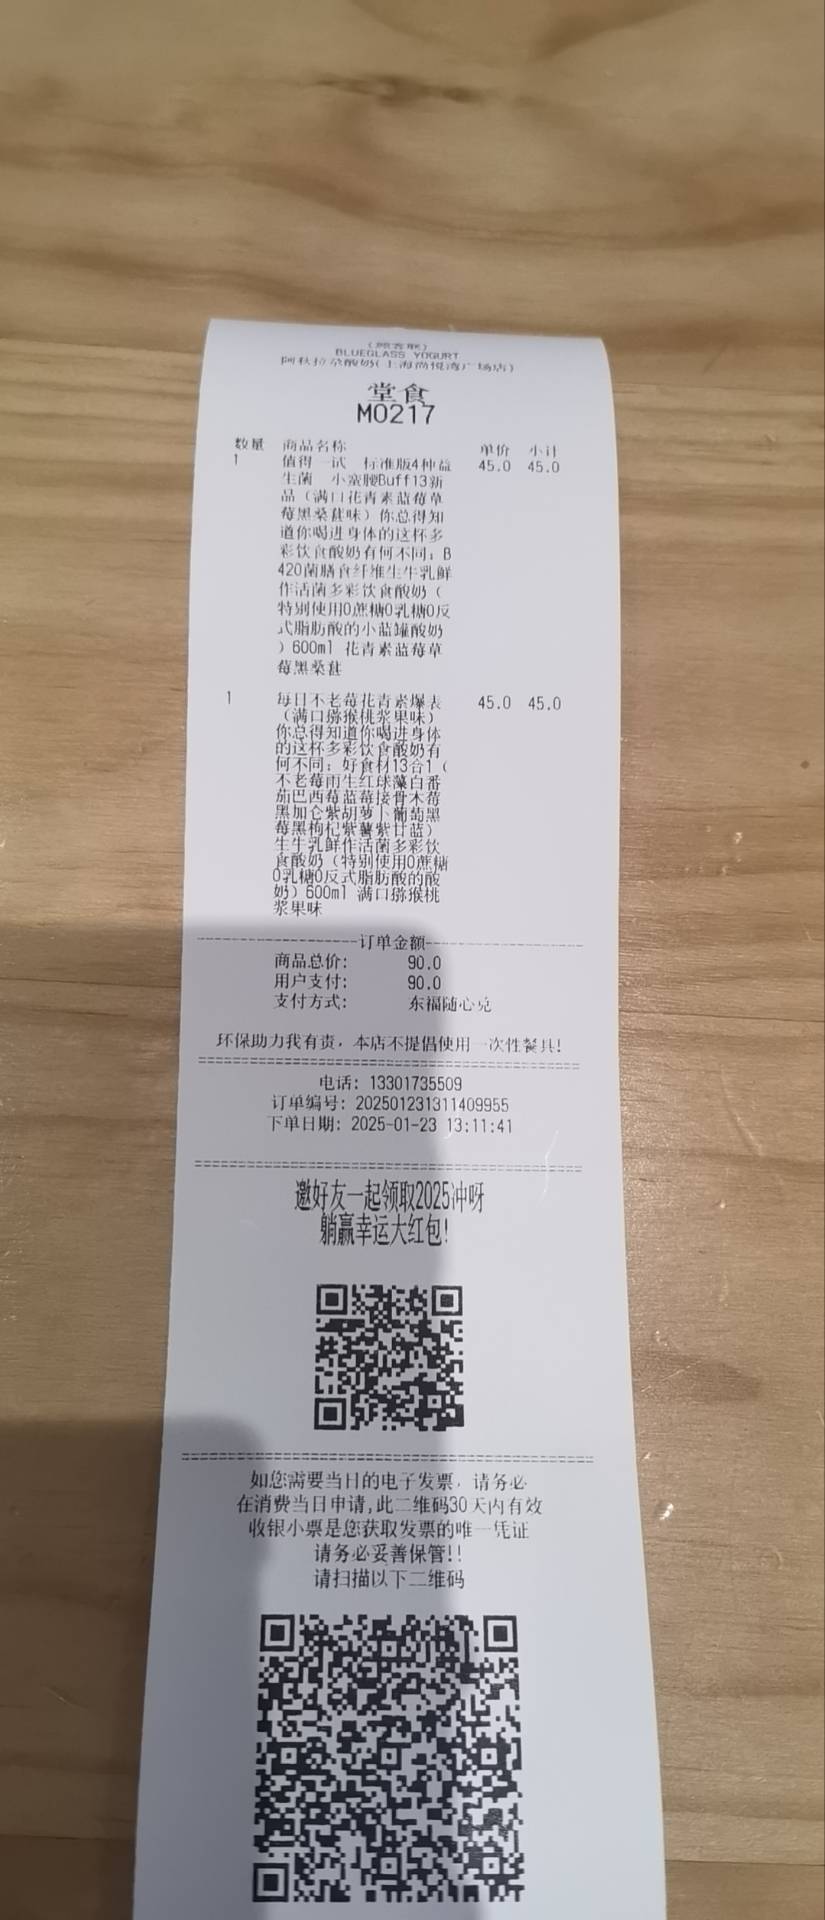 (顾客联)
BLUEGLASS YOGURT
阿秋拉尕酸奶(上海尚悦湾广场店)
堂食
M0217
数量 商品名称 单价 小计
1 值得一试 标准版4种益 45.0 45.0
生菌 小蛮腰Buff13新
品（满口花青素蓝莓草
莓黑桑葚味）你总得知
道你喝进身体的这杯多
彩饮食酸奶有何不同：B
420菌膳食纤维生牛乳鲜
作活菌多彩饮食酸奶（
特别使用0蔗糖0乳糖0反
式脂肪酸的小蓝罐酸奶
）600ml 花青素蓝莓草
莓黑桑葚
1 每日不老莓花青素爆表 45.0 45.0
（满口猕猴桃浆果味）
你总得知道你喝进身体
的这杯多彩饮食酸奶有
何不同：好食材13合1（
不老莓雨生红球藻白番
茄巴西莓蓝莓接骨木莓
黑加仑紫胡萝卜葡萄黑
莓黑枸杞紫薯紫甘蓝）
生牛乳鲜作活菌多彩饮
食酸奶（特别使用0蔗糖
0乳糖0反式脂肪酸的酸
奶）600ml 满口猕猴桃
浆果味
订单金额
商品总价: 90.0
用户支付: 90.0
支付方式: 东福随心兑
环保助力我有责，本店不提倡使用一次性餐具!
电话: 13301735509
订单编号: 202501231311409955
下单日期: 2025-01-23 13:11:41
邀好友一起领取2025冲呀
躺赢幸运大红包!
如您需要当日的电子发票，请务必
在消费当日申请,此二维码30天内有效
收银小票是您获取发票的唯一凭证
请务必妥善保管!!
请扫描以下二维码